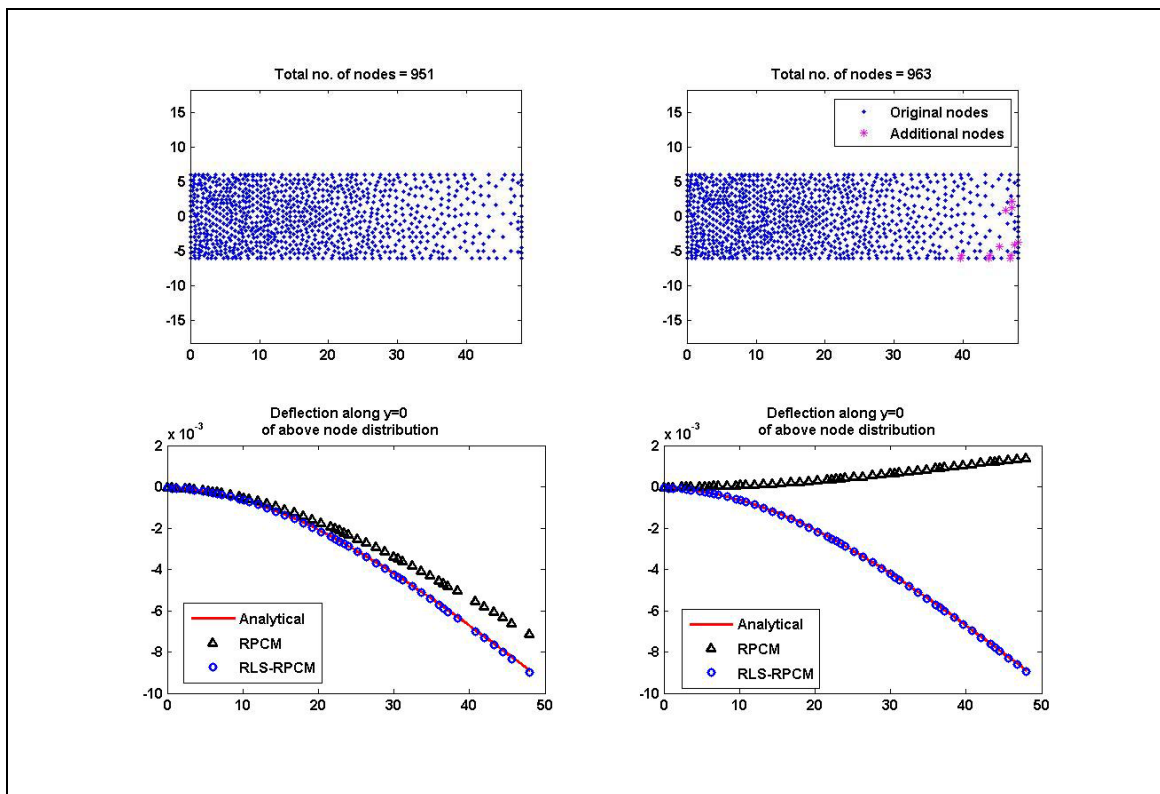 Total no. of nodes = 951
15
10
5
0
-5
-10
-15
0 10 20 30 40
Total no. of nodes = 963
Original nodes
Additional nodes
15
10
5
0
-5
-10
-15
0 10 20 30 40
Deflection along y=0
of above node distribution
x 10-3
2
0
-2
-4
-6
-8
-10
0 10 20 30 40 50
Analytical
RPCM
RLS-RPCM
Deflection along y=0
of above node distribution
x 10-3
2
0
-2
-4
-6
-8
-10
0 10 20 30 40 50
Analytical
RPCM
RLS-RPCM